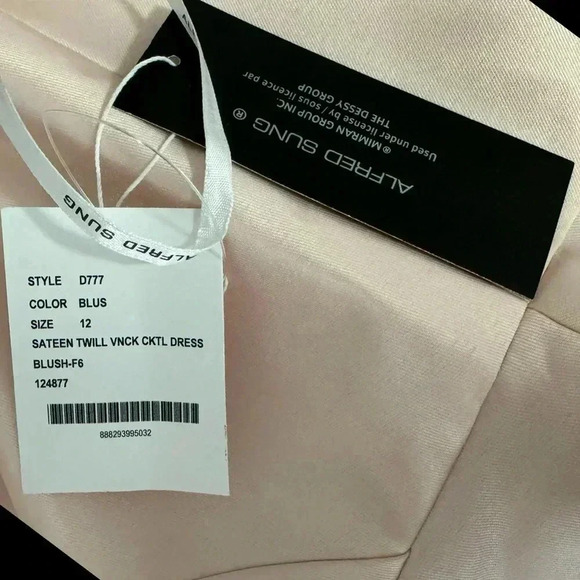 ALFRED SUNG ®
® MIMRAN GROUP INC.
Used under license by / sous licence par
THE DESSY GROUP
ALFRED SUNG
STYLE D777
COLOR BLUS
SIZE 12
SATEEN TWILL VNCK CKTL DRESS
BLUSH-F6
124877
888293995032